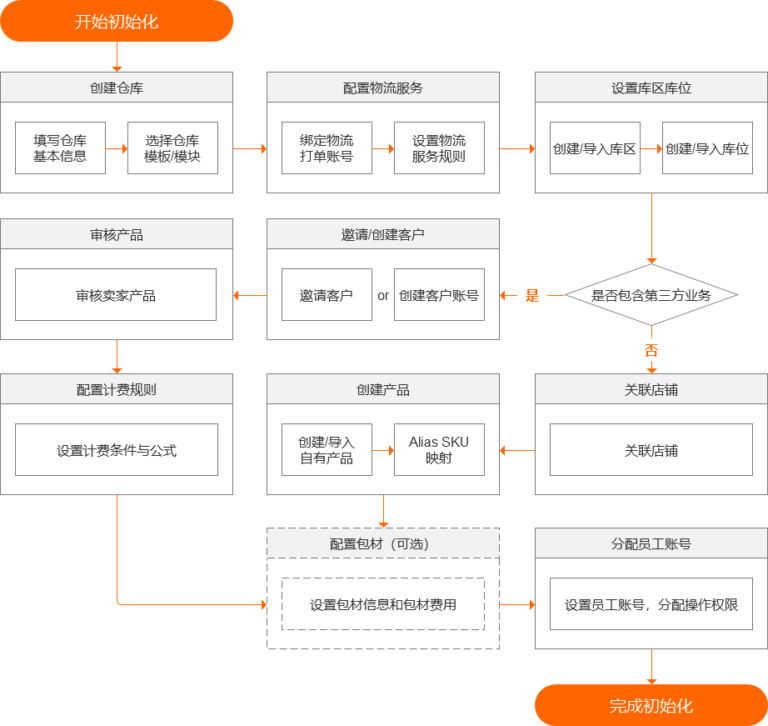 开始初始化
创建仓库
填写仓库
基本信息
选择仓库
模板/模块
配置物流服务
绑定物流
打单账号
设置物流
服务规则
设置库区库位
创建/导入库区
创建/导入库位
是否包含第三方业务
是
否
邀请/创建客户
邀请客户
or
创建客户账号
审核产品
审核卖家产品
配置计费规则
设置计费条件与公式
关联店铺
关联店铺
创建产品
创建/导入
自有产品
Alias SKU
映射
配置包材（可选）
设置包材信息和包材费用
分配员工账号
设置员工账号，分配操作权限
完成初始化